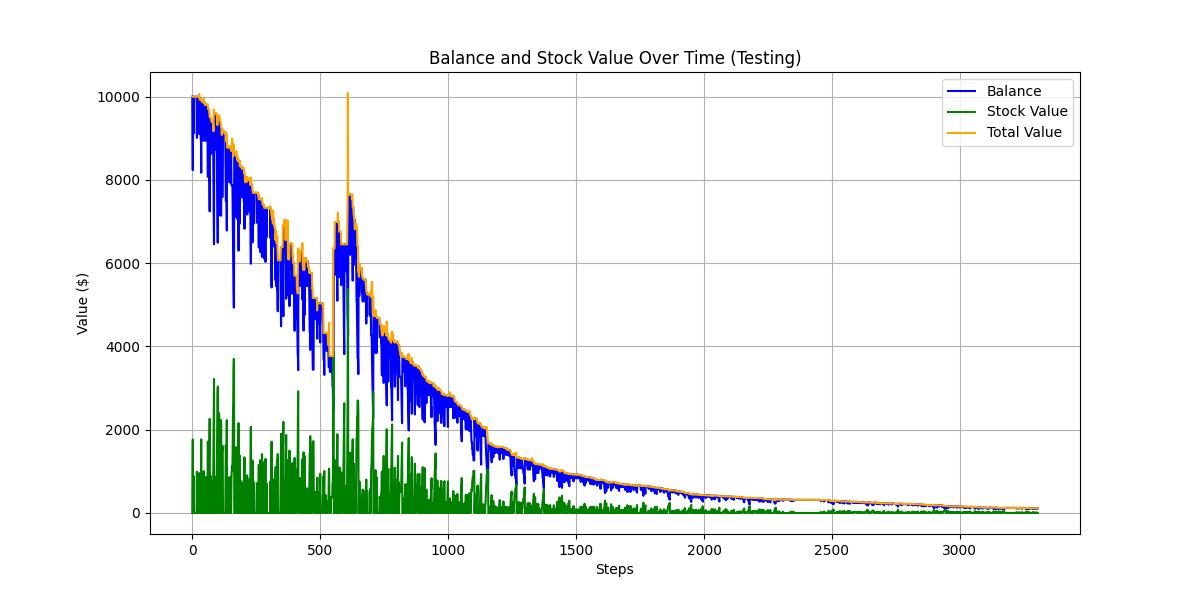 Balance and Stock Value Over Time (Testing)
Balance
Stock Value
Total Value
Value ($)
10000
8000
6000
4000
2000
0
0
500
1000
1500
2000
2500
3000
Steps